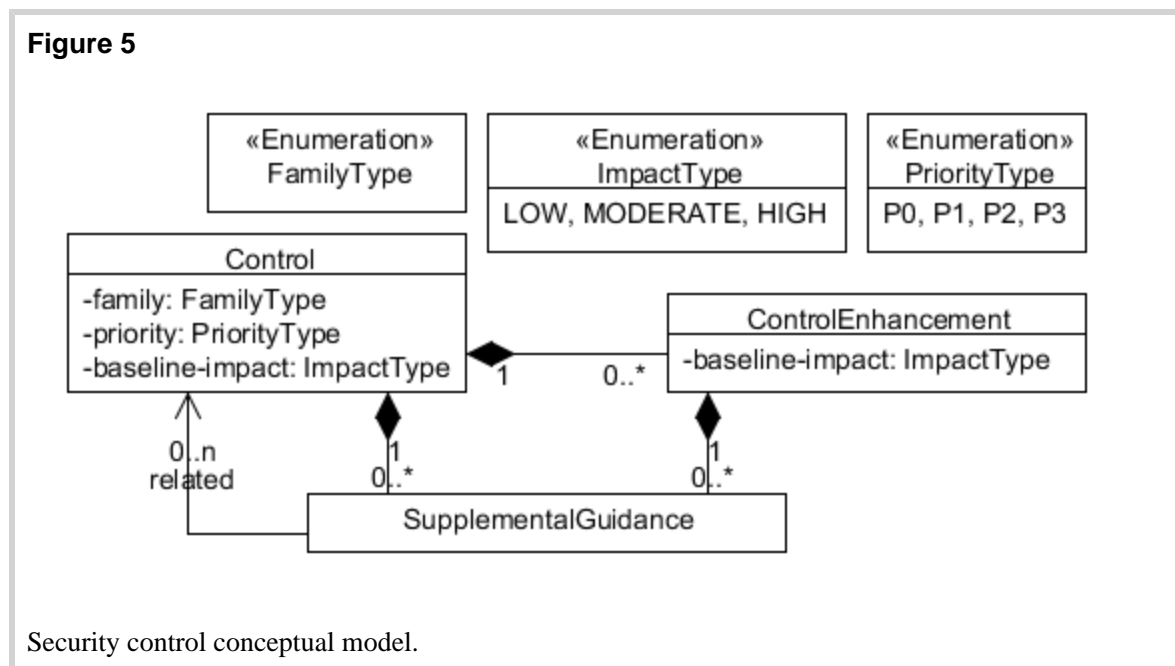 Figure 5
«Enumeration»
FamilyType
«Enumeration»
ImpactType
LOW, MODERATE, HIGH
«Enumeration»
PriorityType
P0, P1, P2, P3
Control
-family: FamilyType
-priority: PriorityType
-baseline-impact: ImpactType
ControlEnhancement
-baseline-impact: ImpactType
1
0..*
0..n
related
1
0..*
1
0..*
SupplementalGuidance
Security control conceptual model.